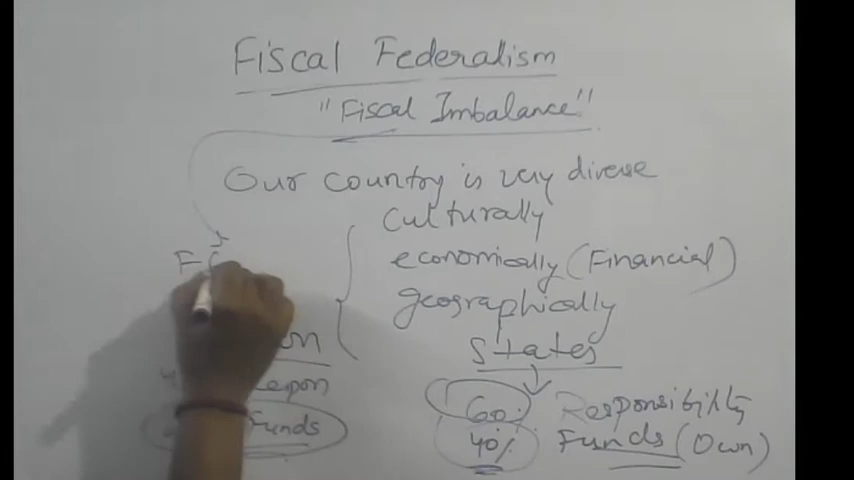 Fiscal Federalism
"Fiscal Imbalance"
Our country is very diverse
culturally
economically (Financial)
geographically
States
60% Responsibility
40% Funds (Own)
F
Funds